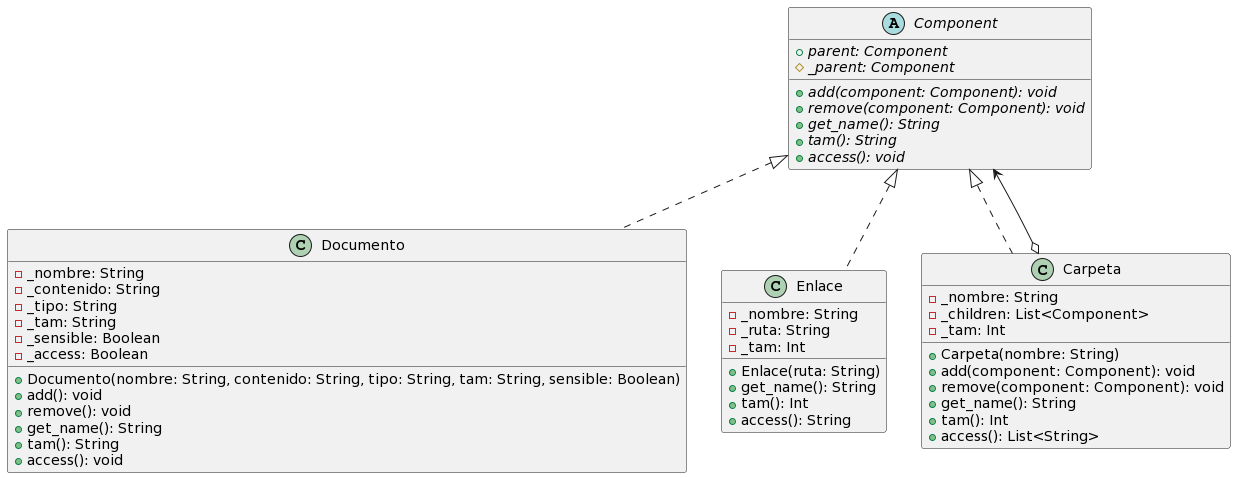 A Component
parent: Component
_parent: Component
add(component: Component): void
remove(component: Component): void
get_name(): String
tam(): String
access(): void
C Documento
_nombre: String
_contenido: String
_tipo: String
_tam: String
_sensible: Boolean
_access: Boolean
Documento(nombre: String, contenido: String, tipo: String, tam: String, sensible: Boolean)
add(): void
remove(): void
get_name(): String
tam(): String
access(): void
C Enlace
_nombre: String
_ruta: String
_tam: Int
Enlace(ruta: String)
get_name(): String
tam(): Int
access(): String
C Carpeta
_nombre: String
_children: List<Component>
_tam: Int
Carpeta(nombre: String)
add(component: Component): void
remove(component: Component): void
get_name(): String
tam(): Int
access(): List<String>